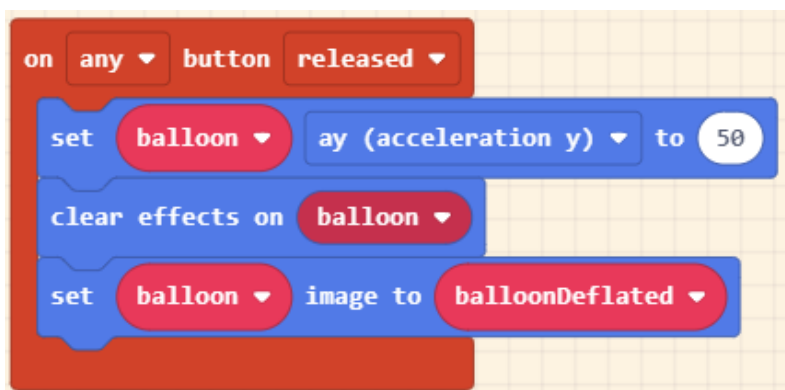 on any button released
set balloon ay (acceleration y) to 50
clear effects on balloon
set balloon image to balloonDeflated